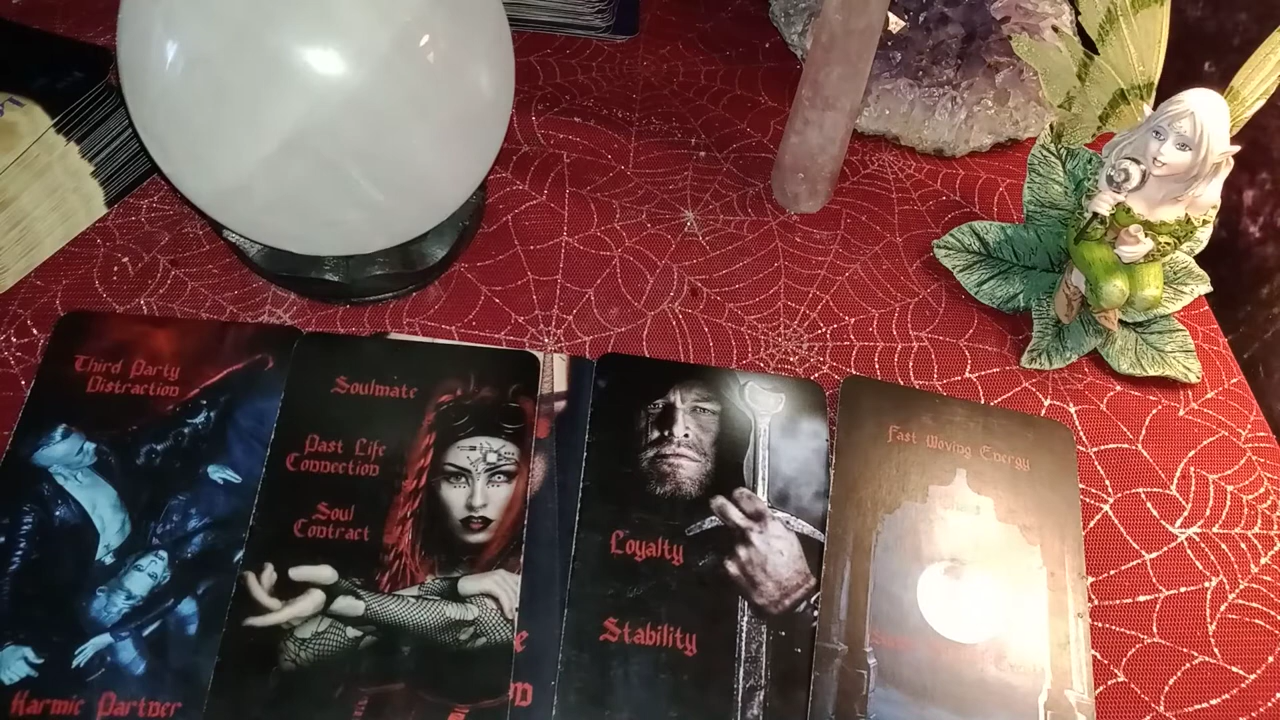 Third Party
Distraction
Karmic Partner
Soulmate
Past Life
Connection
Soul
Contract
Loyalty
Stability
Fast Moving Energy